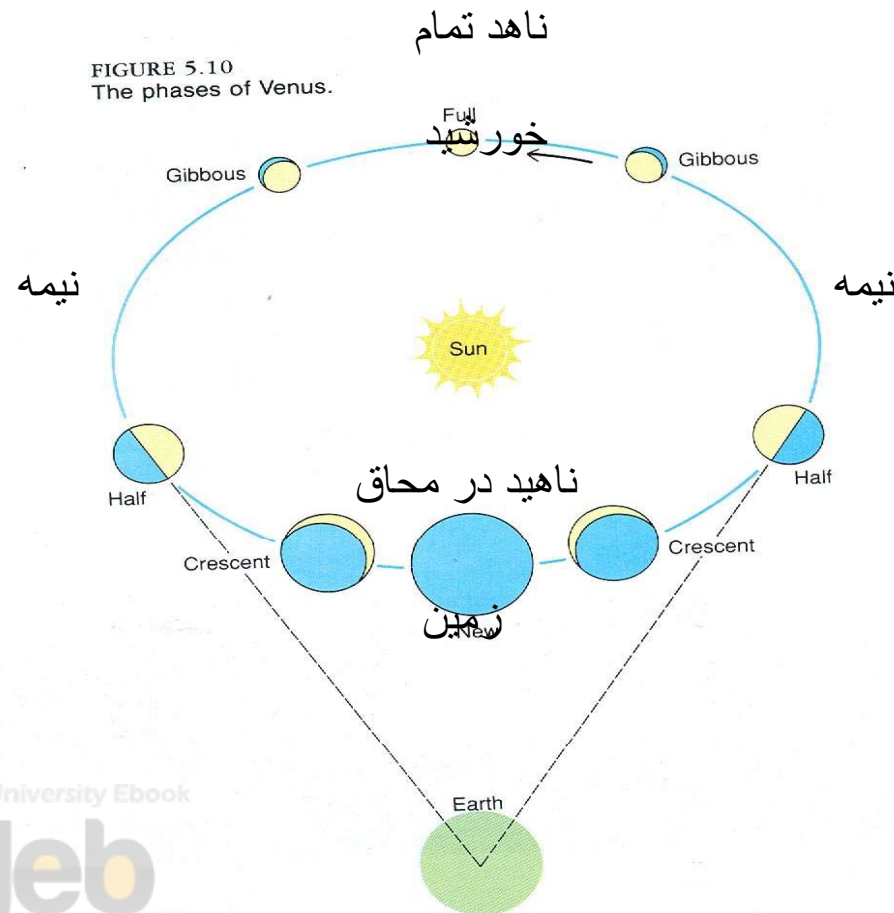 ناهد تمام
FIGURE 5.10
The phases of Venus.
Full
خورشید
Gibbous
Gibbous
نیمه
نیمه
Sun
Half
ناهید در محاق
Half
Crescent
Crescent
New
زمین
University Ebook
Earth
leb